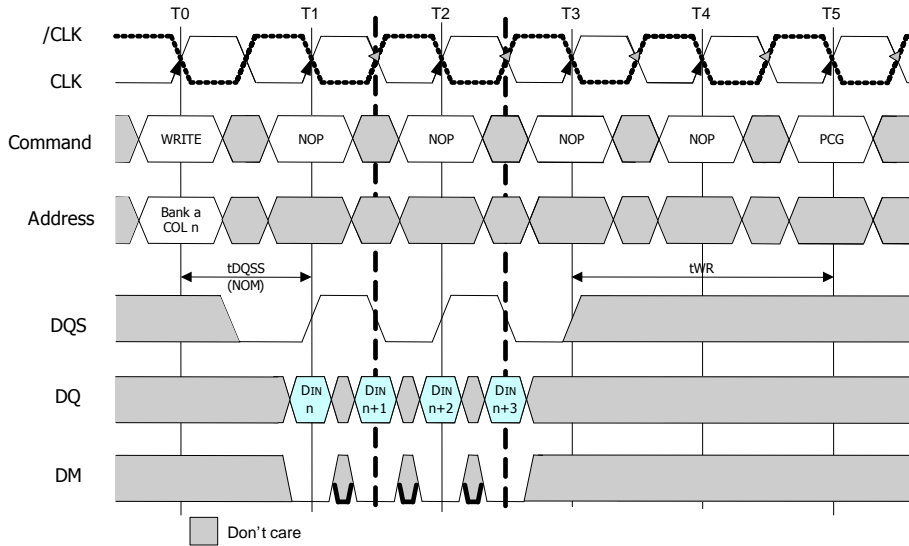 T0 T1 T2 T3 T4 T5
/CLK
CLK
Command WRITE NOP NOP NOP NOP PCG
Address Bank a
COL n
tDQSS
(NOM)
tWR
DQS
DQ DIN
n
DIN
n+1
DIN
n+2
DIN
n+3
DM
Don't care